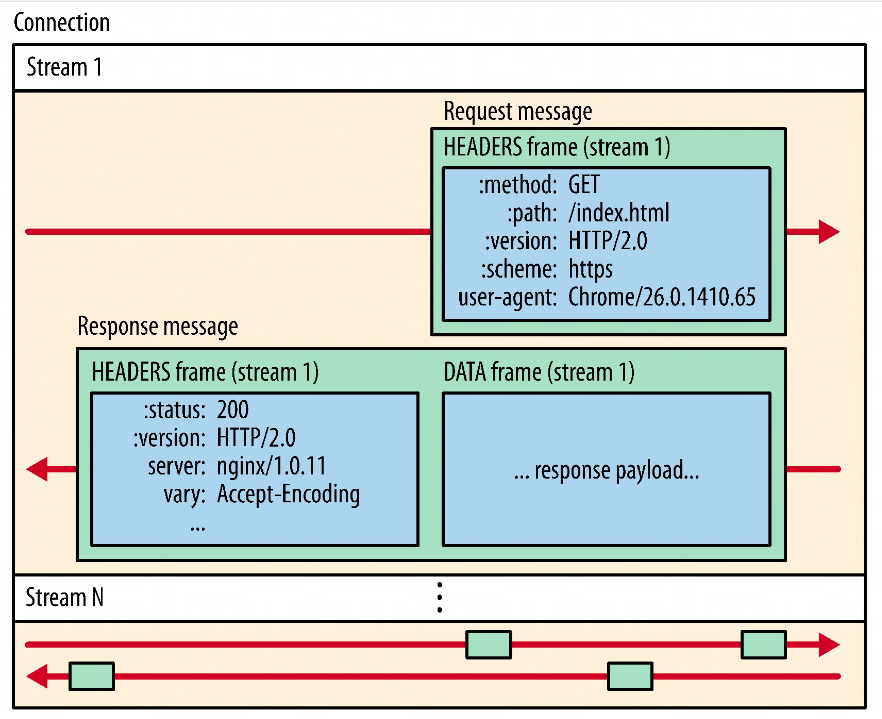 Connection
Stream 1
Request message
HEADERS frame (stream 1)
:method: GET
:path: /index.html
:version: HTTP/2.0
:scheme: https
user-agent: Chrome/26.0.1410.65
Response message
HEADERS frame (stream 1)
:status: 200
:version: HTTP/2.0
server: nginx/1.0.11
vary: Accept-Encoding
...
DATA frame (stream 1)
... response payload...
Stream N